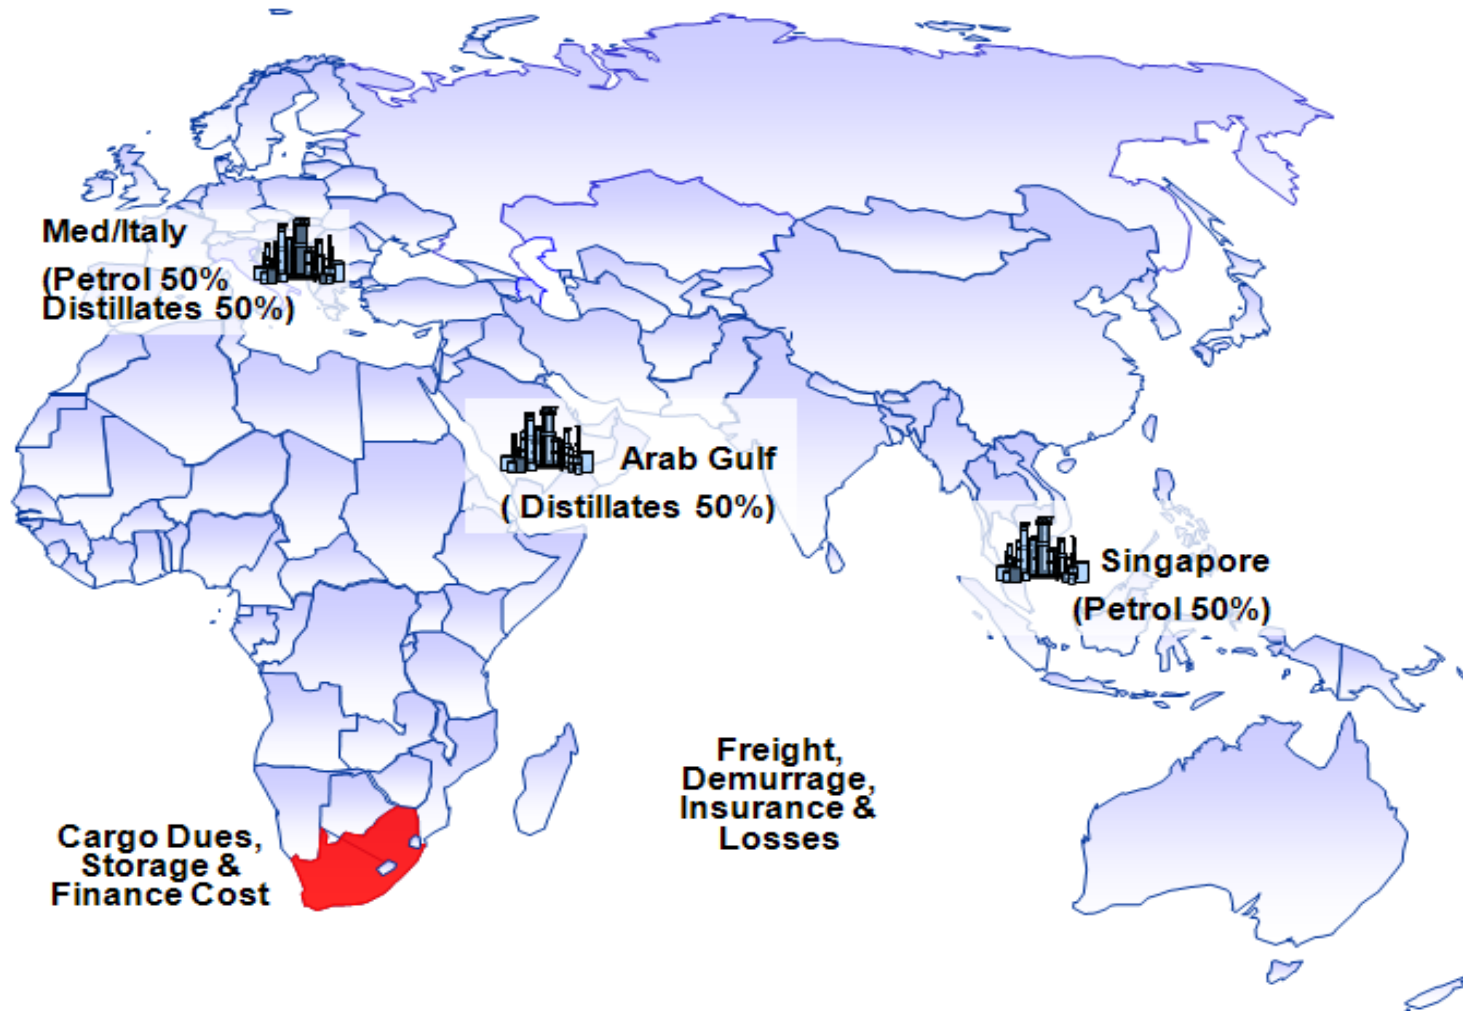 Med/Italy
(Petrol 50%
Distillates 50%)
Arab Gulf
( Distillates 50%)
Singapore
(Petrol 50%)
Freight,
Demurrage,
Insurance &
Losses
Cargo Dues,
Storage &
Finance Cost